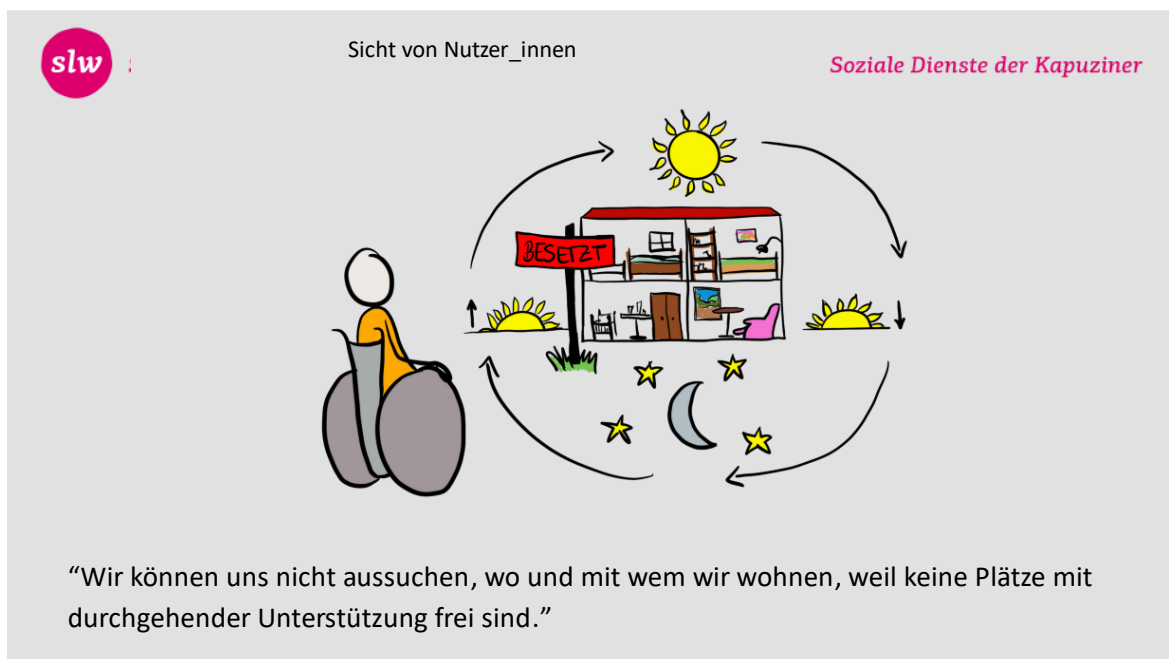 slw :
Sicht von Nutzer_innen
Soziale Dienste der Kapuziner
BESETZT
“Wir können uns nicht aussuchen, wo und mit wem wir wohnen, weil keine Plätze mit
durchgehender Unterstützung frei sind.”